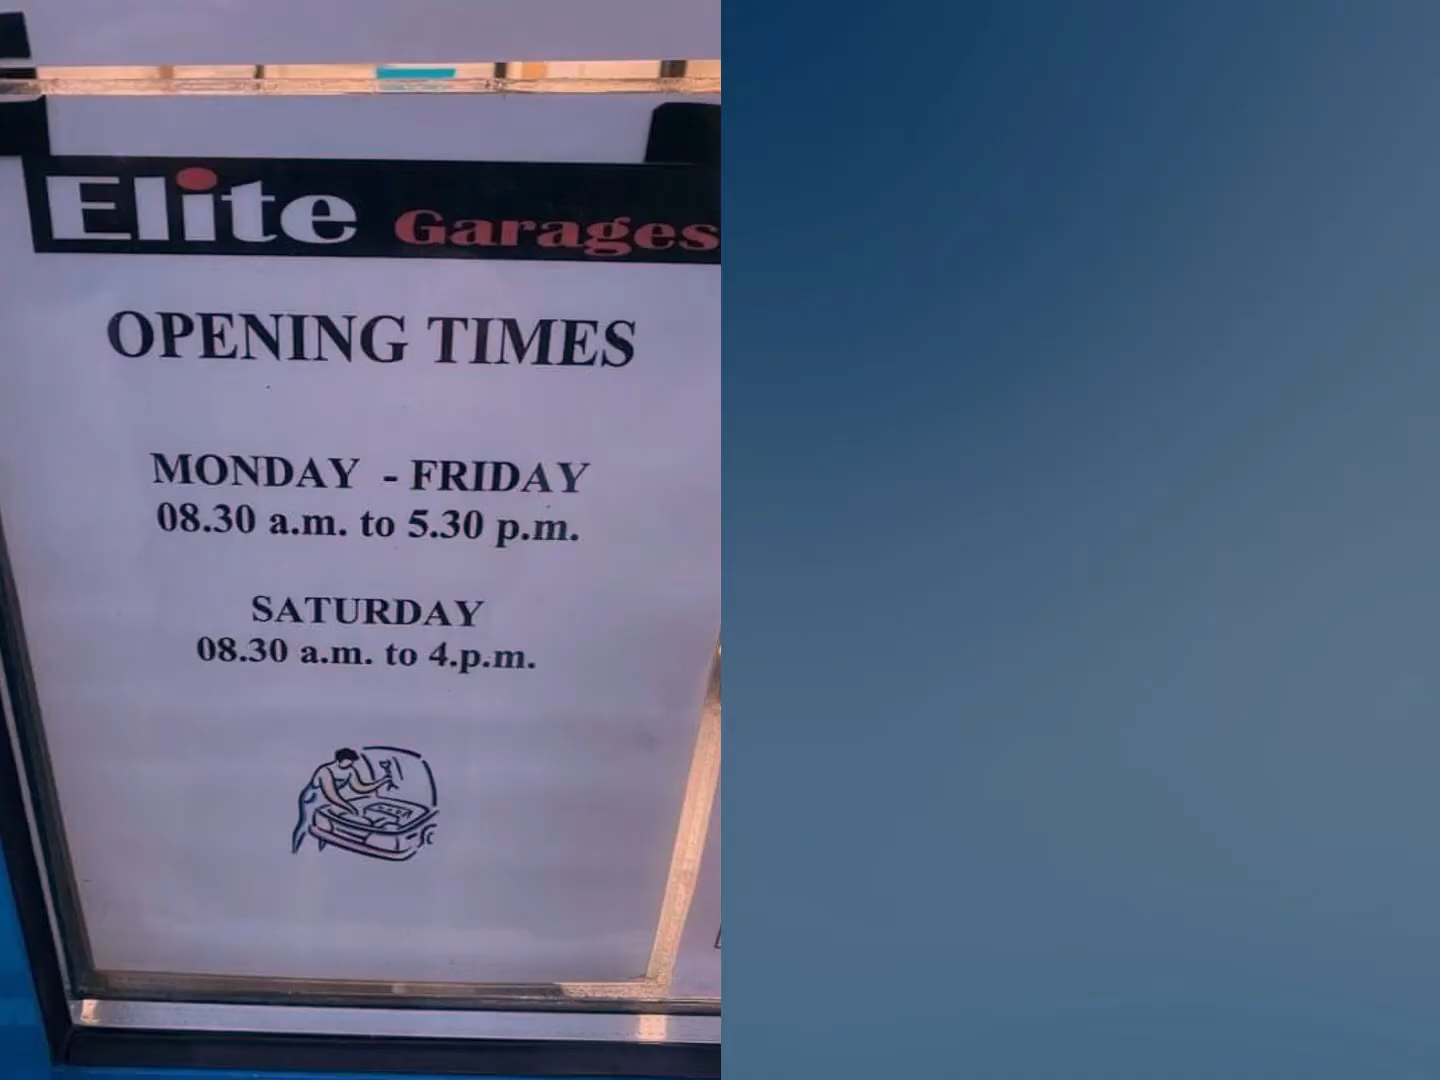 Elite Garages
OPENING TIMES
MONDAY - FRIDAY
08.30 a.m. to 5.30 p.m.
SATURDAY
08.30 a.m. to 4.p.m.